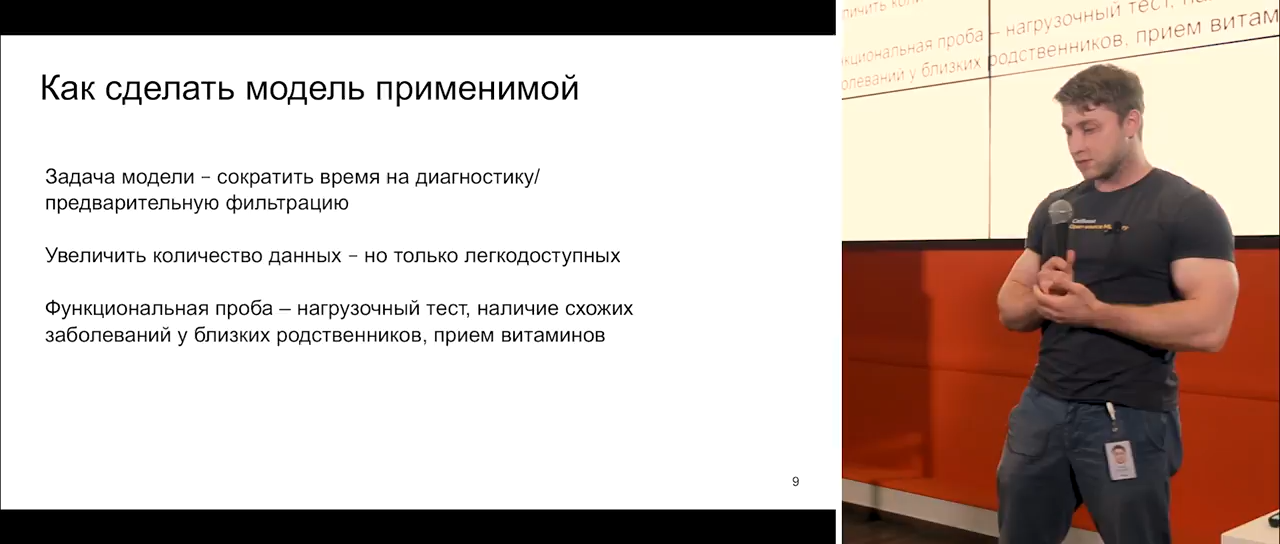 Как сделать модель применимой
Задача модели – сократить время на диагностику/
предварительную фильтрацию
Увеличить количество данных – но только легкодоступных
Функциональная проба – нагрузочный тест, наличие схожих
заболеваний у близких родственников, прием витаминов
9
нкциональная проба – нагрузочный тест,
олеваний у близких родственников, прием витам
CatBoost